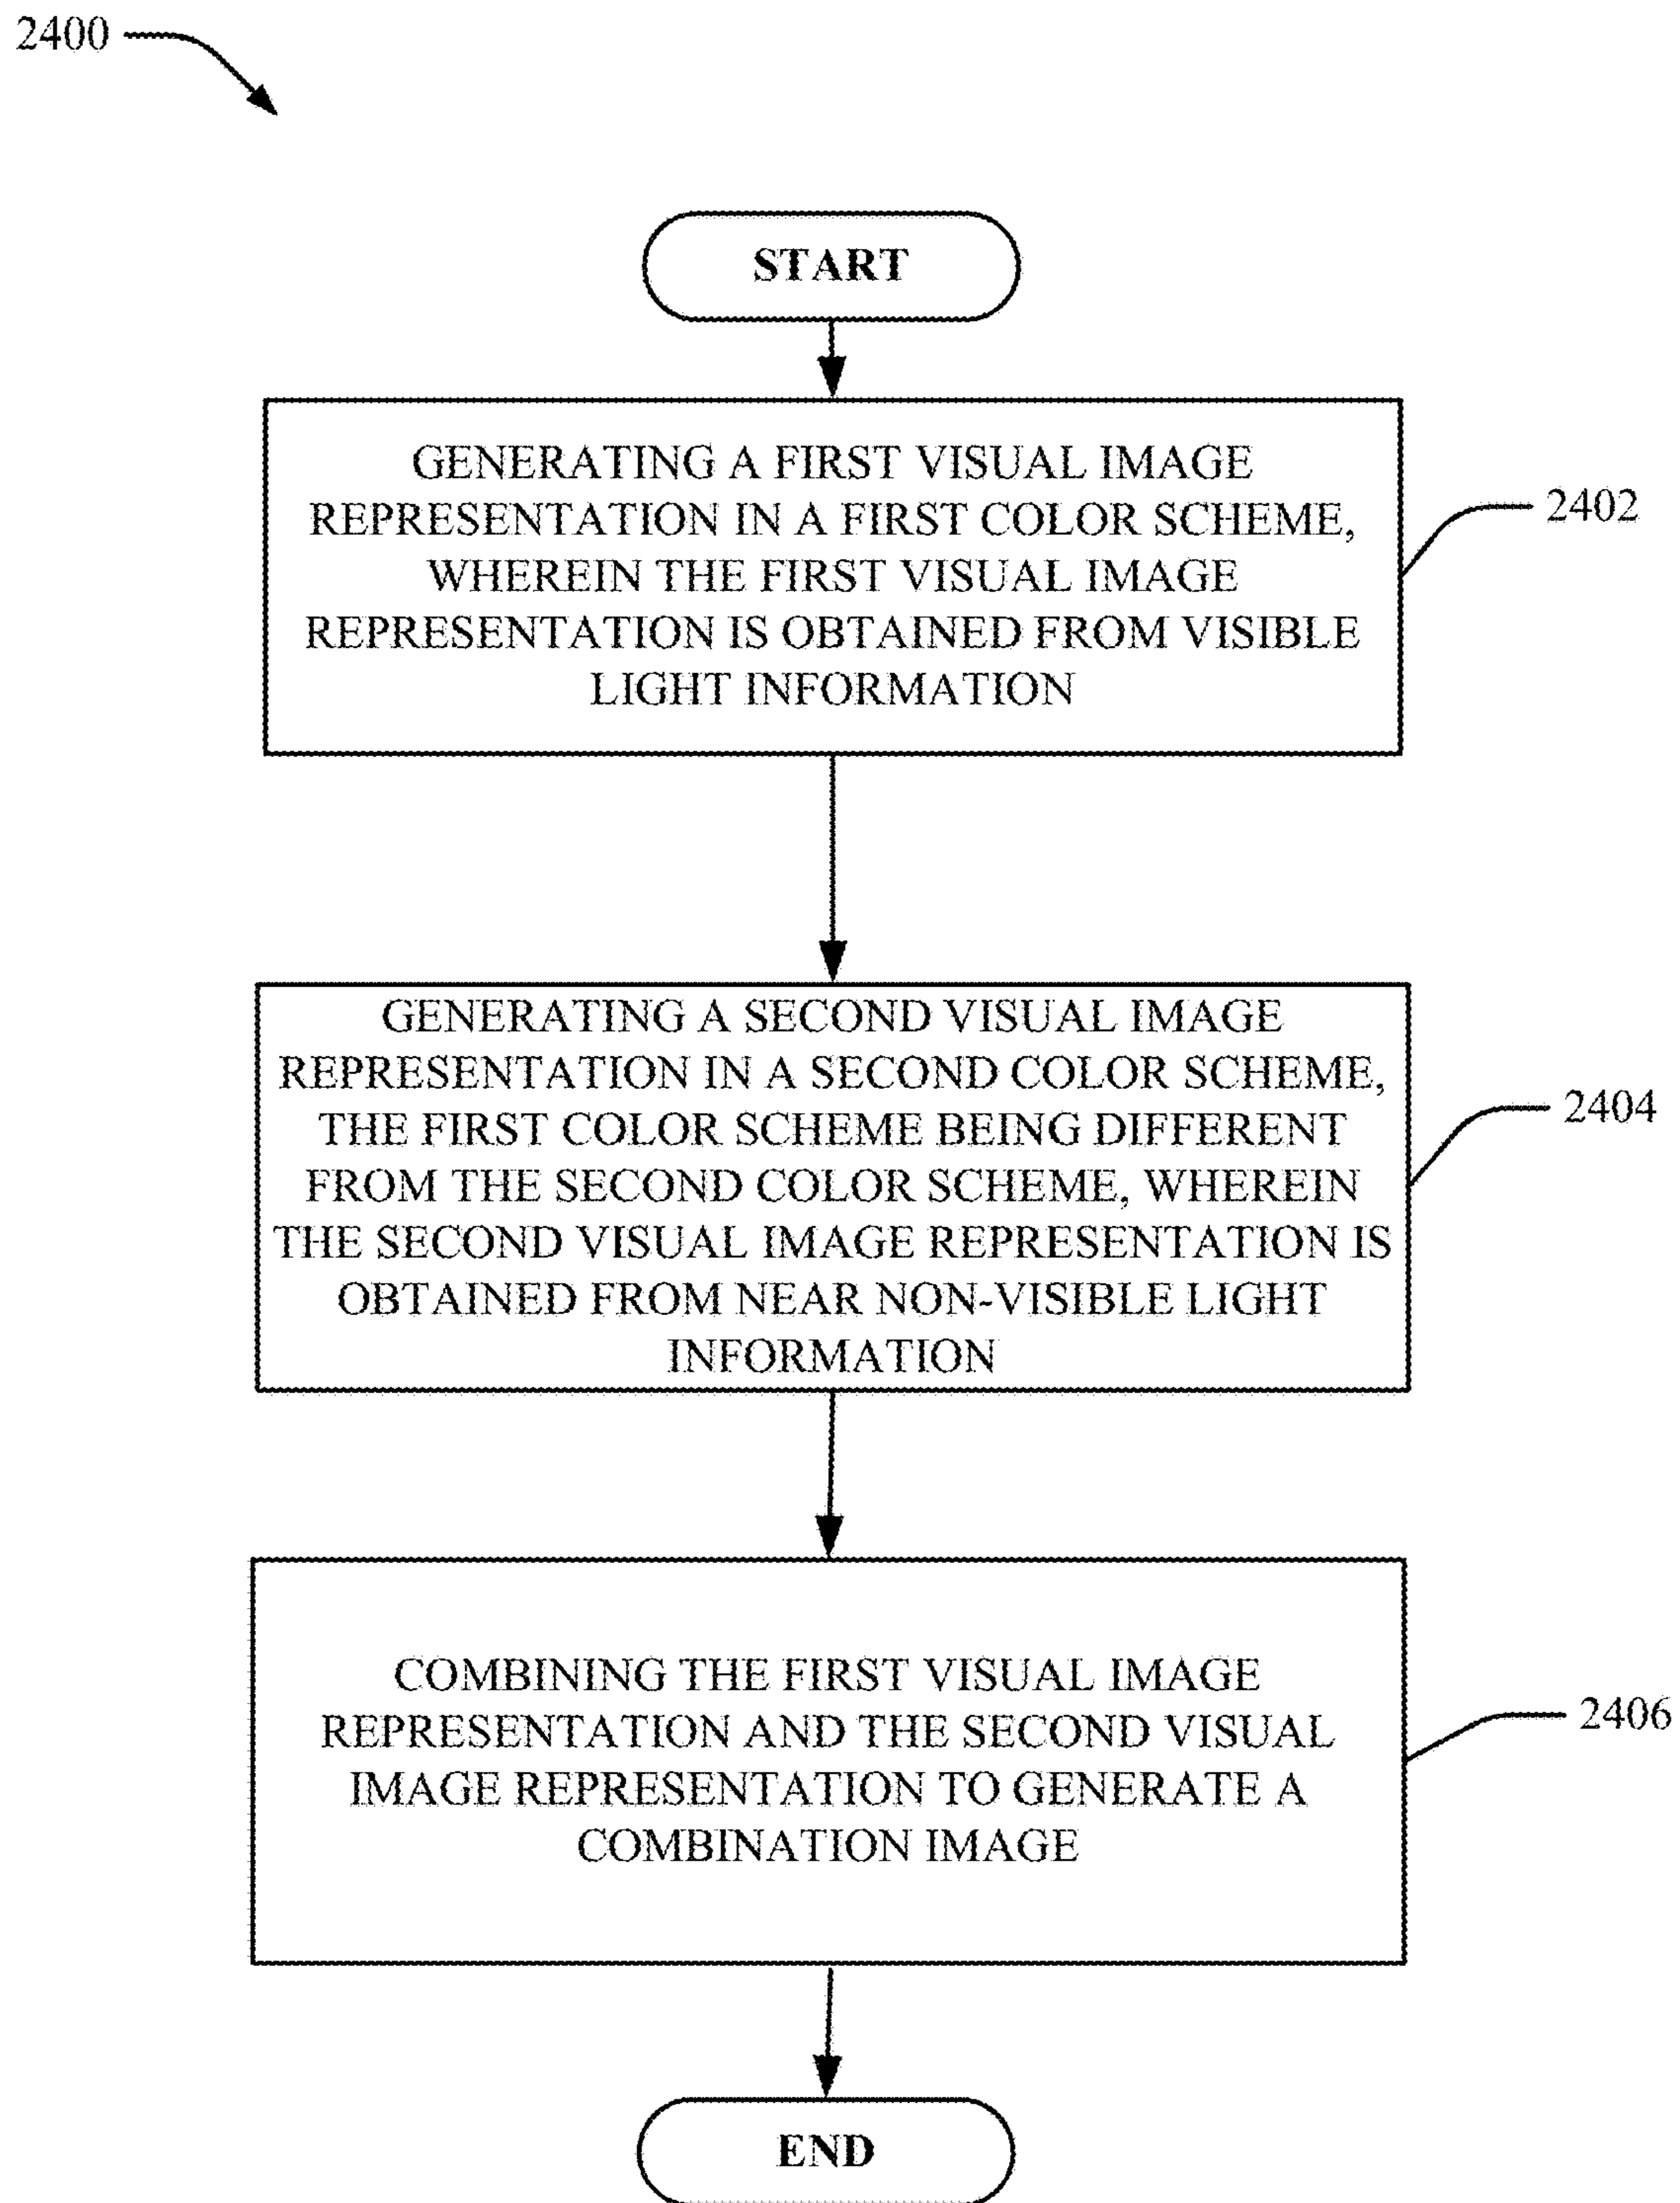 2400
START
GENERATING A FIRST VISUAL IMAGE
REPRESENTATION IN A FIRST COLOR SCHEME,
WHEREIN THE FIRST VISUAL IMAGE
REPRESENTATION IS OBTAINED FROM VISIBLE
LIGHT INFORMATION
2402
GENERATING A SECOND VISUAL IMAGE
REPRESENTATION IN A SECOND COLOR SCHEME,
THE FIRST COLOR SCHEME BEING DIFFERENT
FROM THE SECOND COLOR SCHEME, WHEREIN
THE SECOND VISUAL IMAGE REPRESENTATION IS
OBTAINED FROM NEAR NON-VISIBLE LIGHT
INFORMATION
2404
COMBINING THE FIRST VISUAL IMAGE
REPRESENTATION AND THE SECOND VISUAL
IMAGE REPRESENTATION TO GENERATE A
COMBINATION IMAGE
2406
END